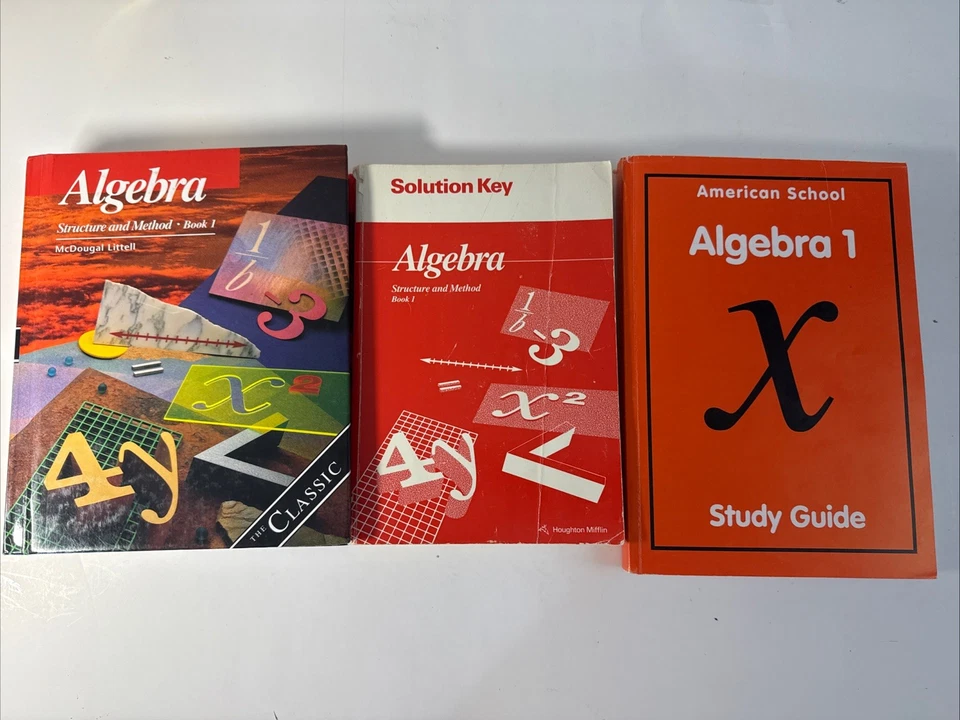 Algebra
Structure and Method · Book 1
McDougal Littell
1
b
-3
x²
<
4y
THE CLASSIC
Solution Key
Algebra
Structure and Method
Book 1
1
b
-3
x²
<
4y
Houghton Mifflin
American School
Algebra 1
x
Study Guide